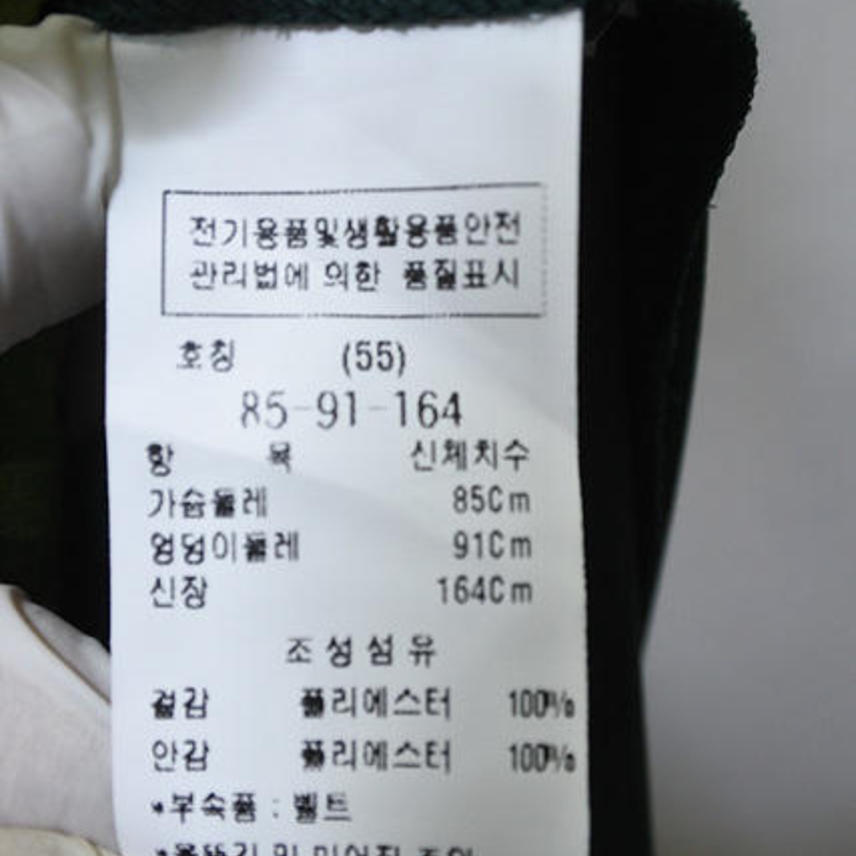 전기용품및생활용품안전
관리법에 의한 품질표시
호칭 (55)
85-91-164
항 목 신체치수
가슴둘레 85Cm
엉덩이둘레 91Cm
신장 164Cm
조성섬유
겉감 폴리에스터 100%
안감 폴리에스터 100%
*부속품 : 벨트